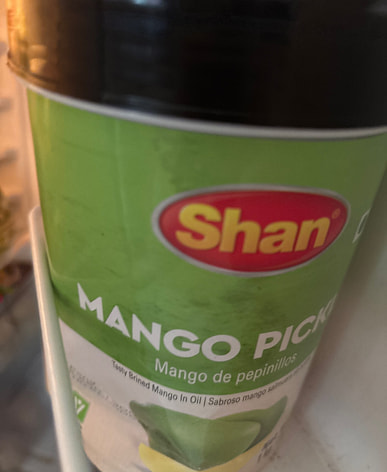 Shan
MANGO PICK
Mango de pepinillos
Tasty Brined Mango In Oil | Sabroso mango